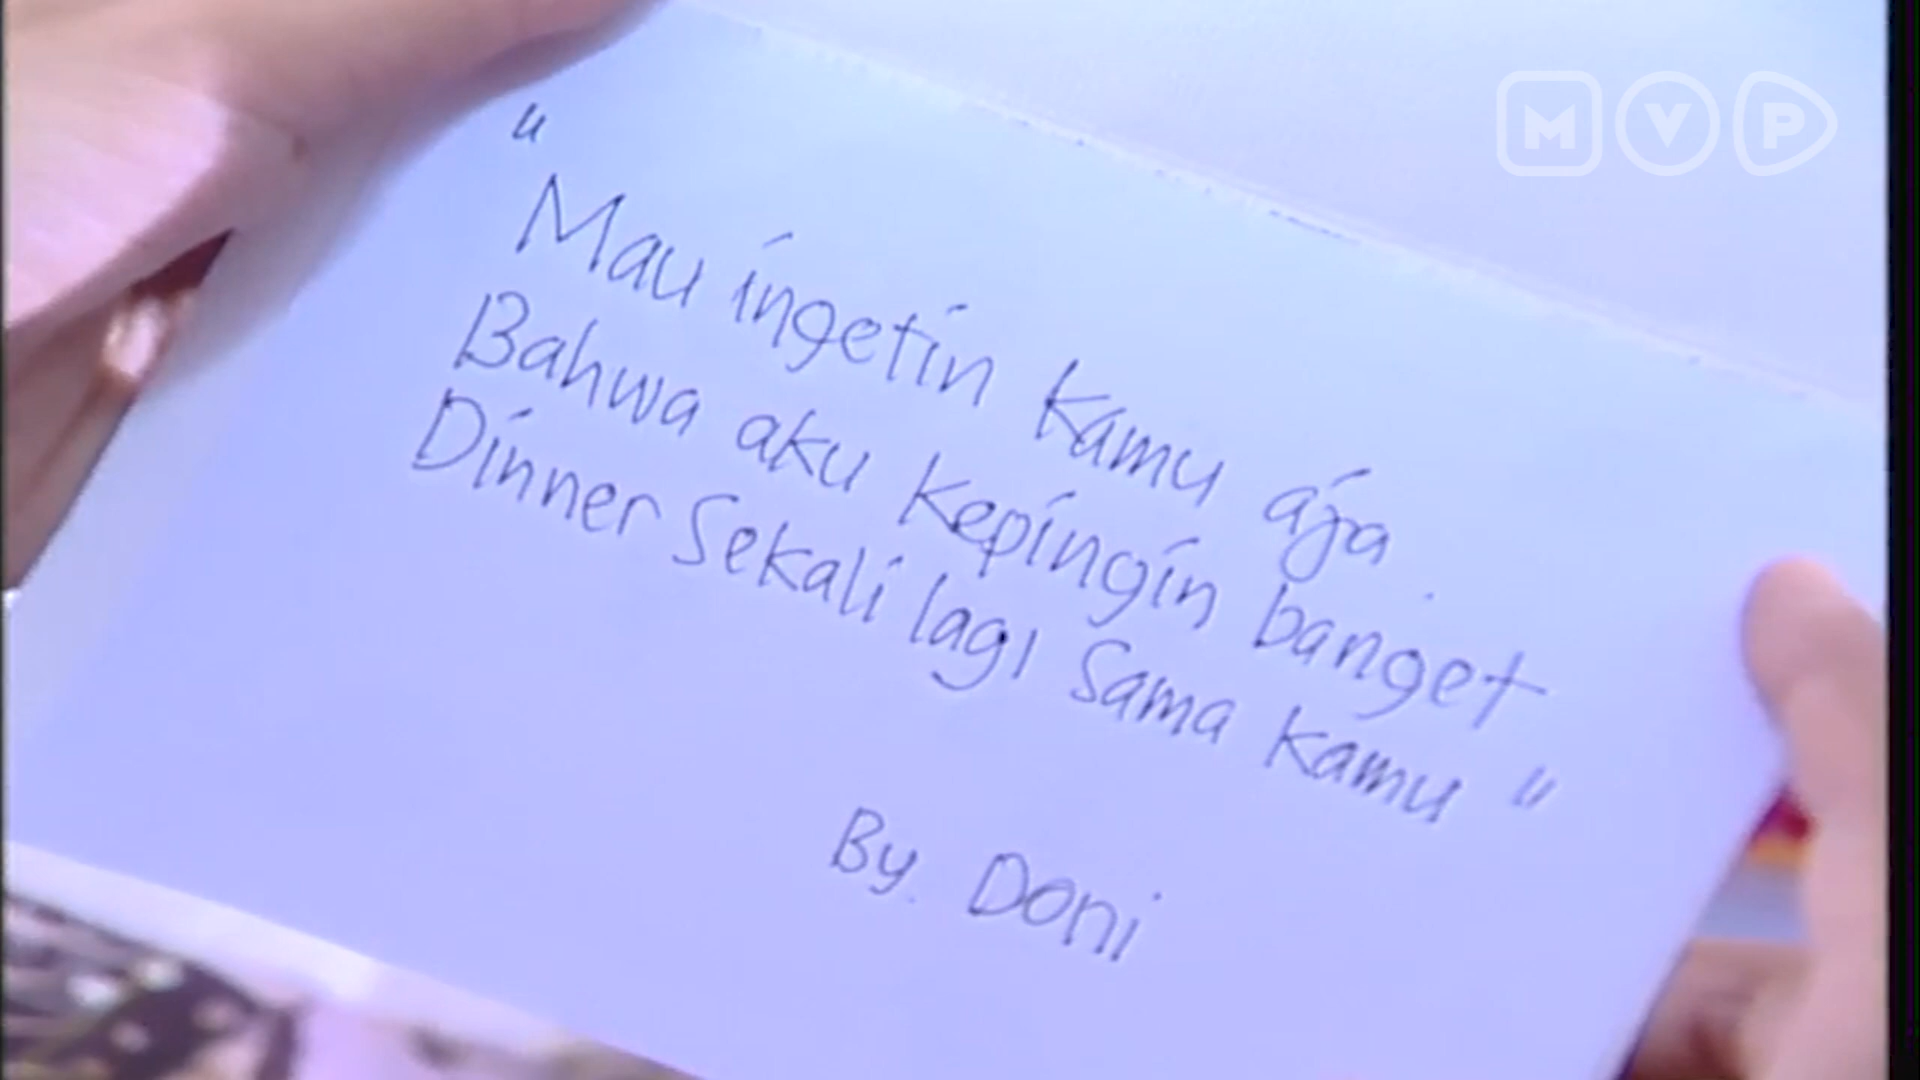 MVP
"
Mau ingetin kamu aja
Bahwa aku kepingin banget
Dinner Sekali lagi Sama kamu "
By. Doni